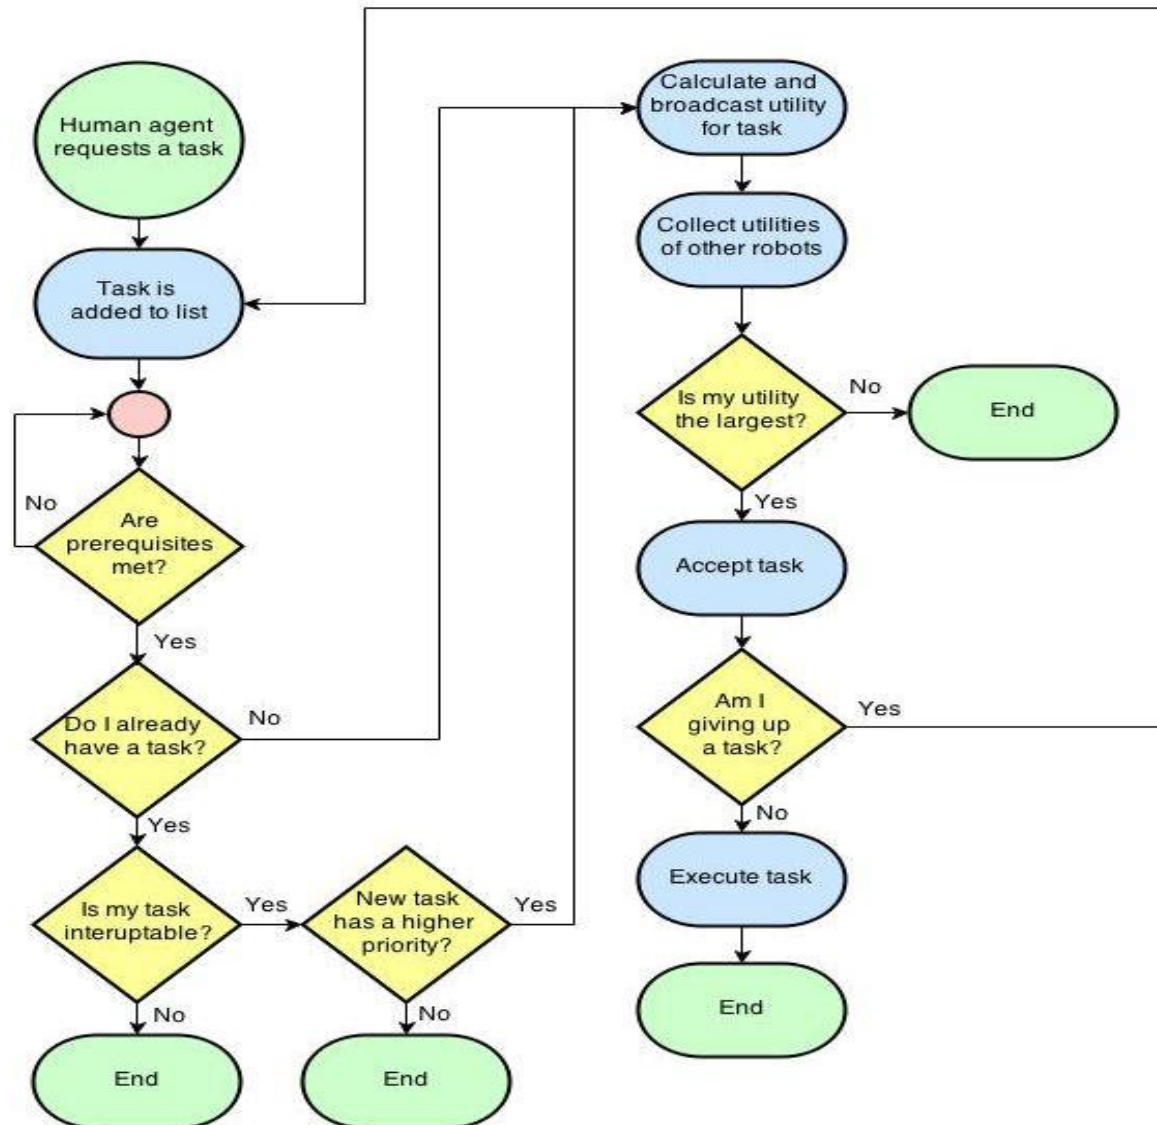 Human agent
requests a task
Task is
added to list
No
Are
prerequisites
met?
Yes
Do I already
have a task?
No
Yes
Is my task
interuptable?
Yes
No
End
New task
has a higher
priority?
Yes
No
End
Calculate and
broadcast utility
for task
Collect utilities
of other robots
Is my utility
the largest?
No
End
Yes
Accept task
Am I
giving up
a task?
Yes
No
Execute task
End